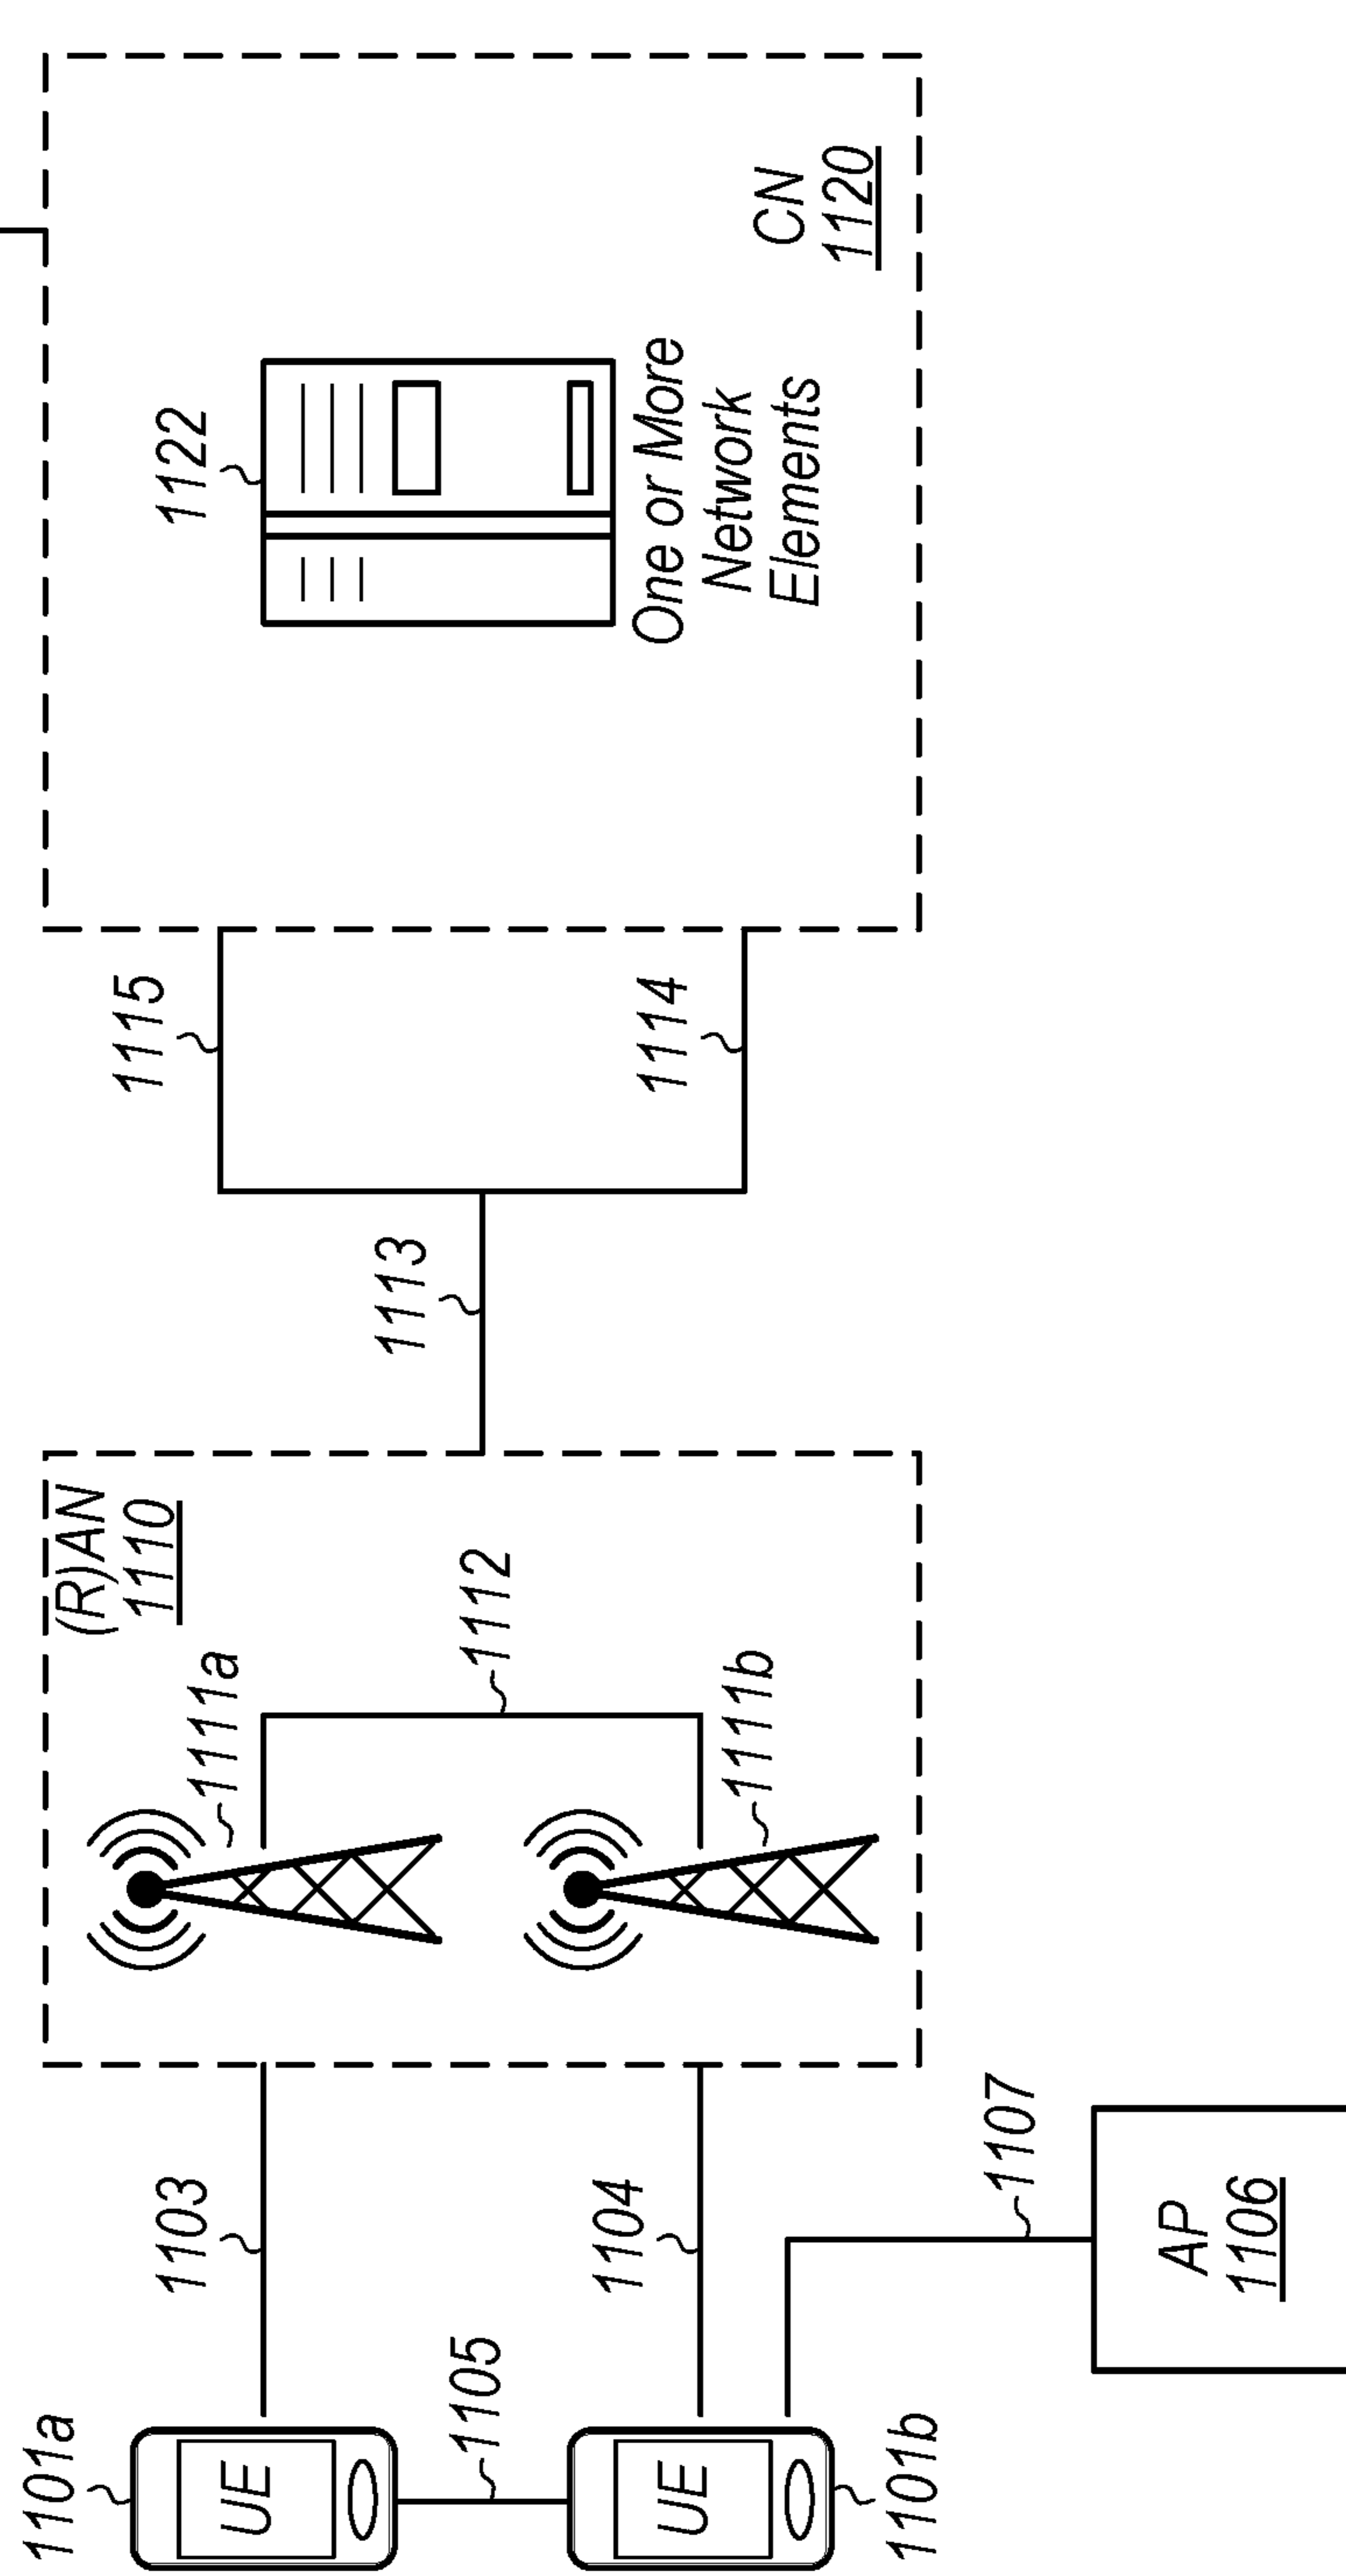 1101a
UE
1103
1105
UE
1101b
1104
1107
AP
1106
(R)AN
1110
1111a
1112
1111b
1113
1115
1114
1122
One or More
Network
Elements
CN
1120